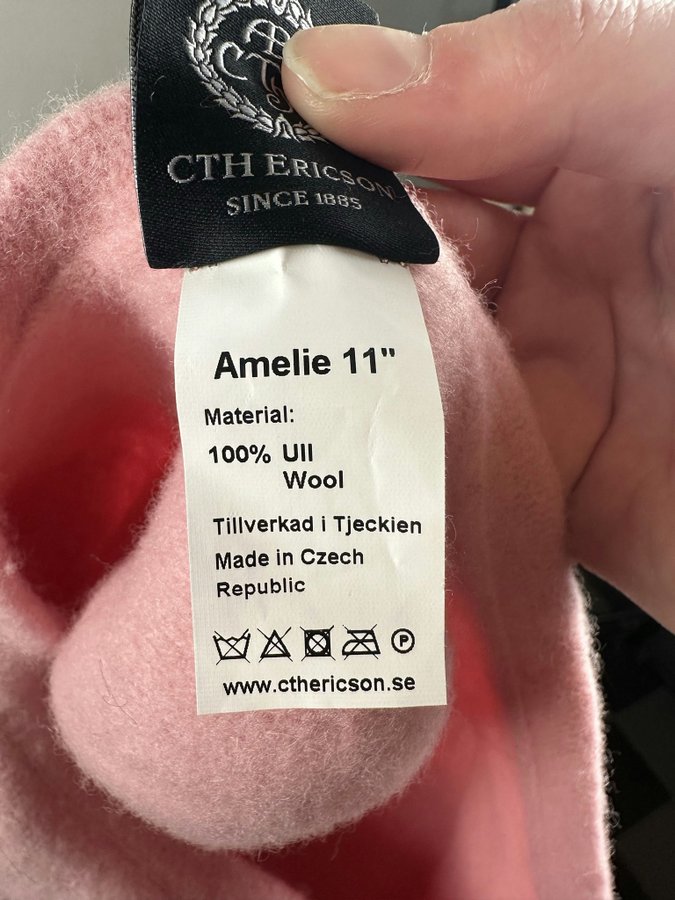 CTH ERICSON
SINCE 1885
Amelie 11"
Material:
100% Ull
Wool
Tillverkad i Tjeckien
Made in Czech
Republic
P
www.cthericson.se